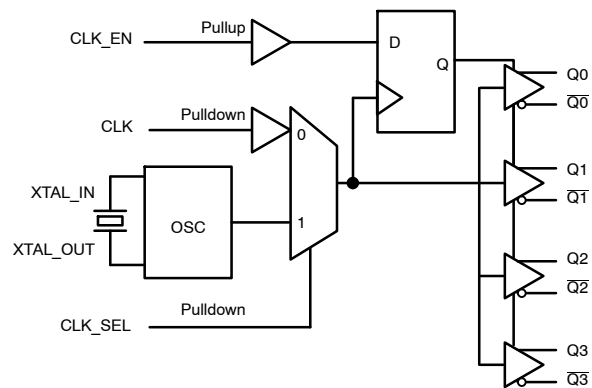 CLK_EN
Pullup
D
Q
Q0
Q0
CLK
Pulldown
0
XTAL_IN
OSC
1
XTAL_OUT
Q1
Q1
CLK_SEL
Pulldown
Q2
Q2
Q3
Q3